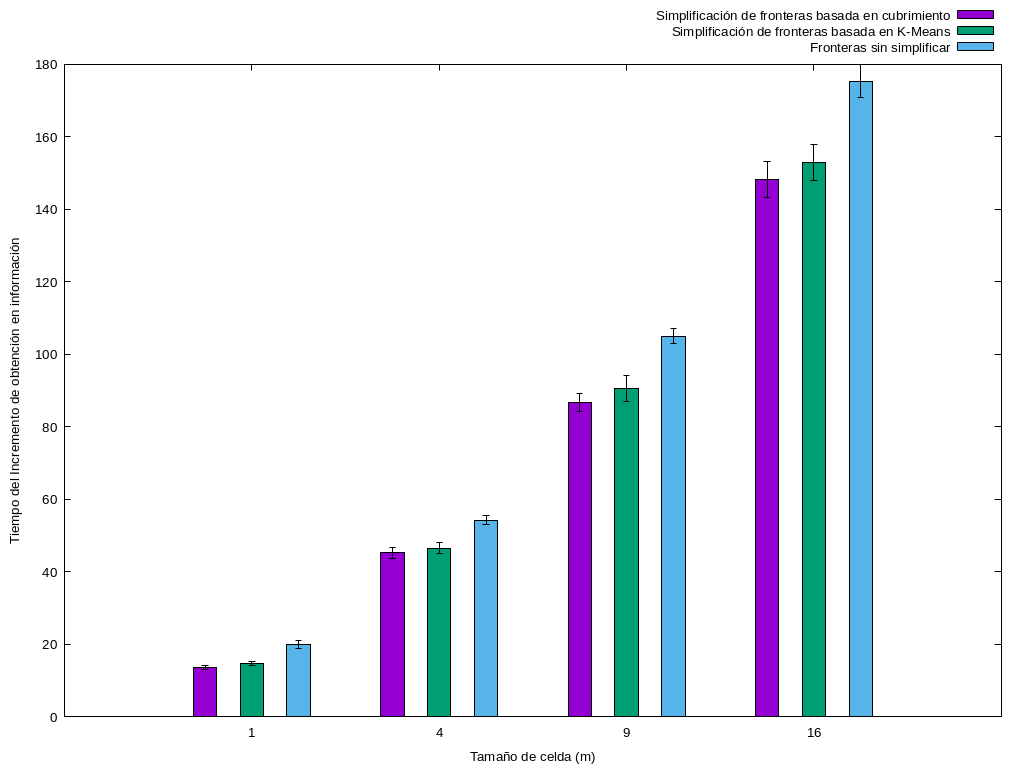 Simplificación de fronteras basada en cubrimiento
Simplificación de fronteras basada en K-Means
Fronteras sin simplificar
180
160
140
120
100
80
60
40
20
0
Tiempo del Incremento de obtención en información
1 4 9 16
Tamaño de celda (m)